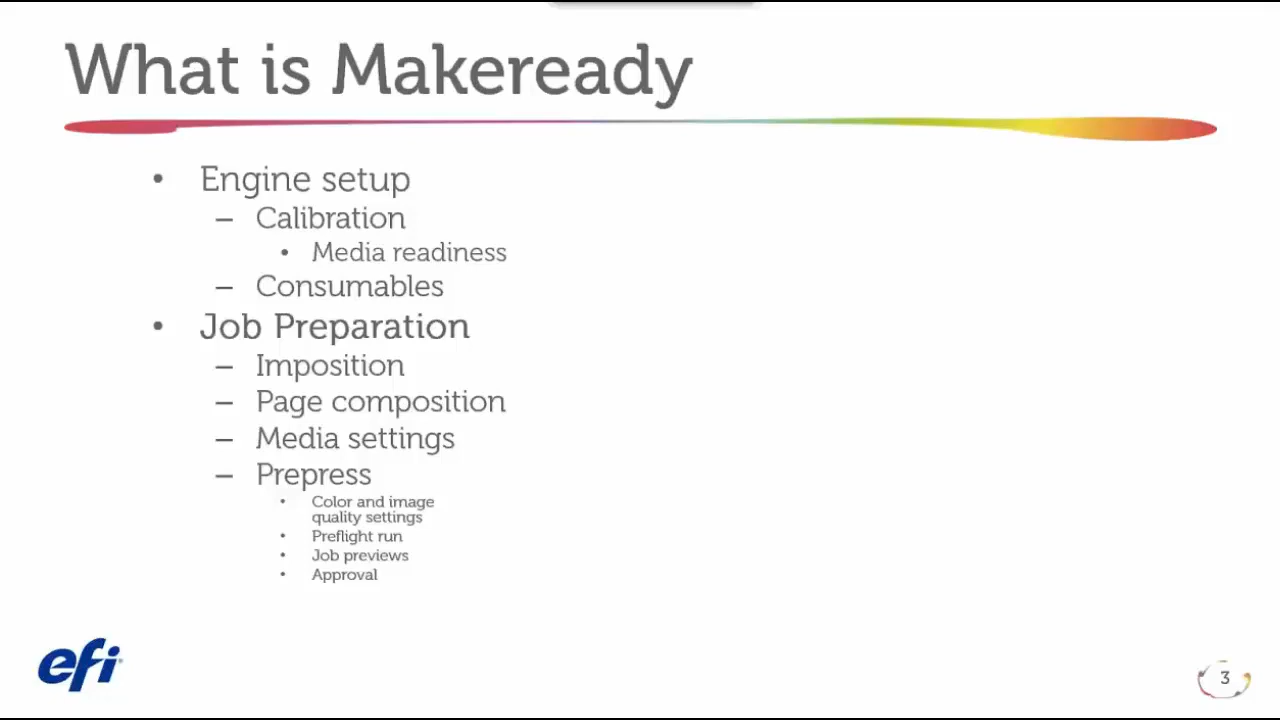 What is Makeready
• Engine setup
– Calibration
• Media readiness
– Consumables
• Job Preparation
– Imposition
– Page composition
– Media settings
– Prepress
• Color and image
quality settings
• Preflight run
• Job previews
• Approval
efi
3